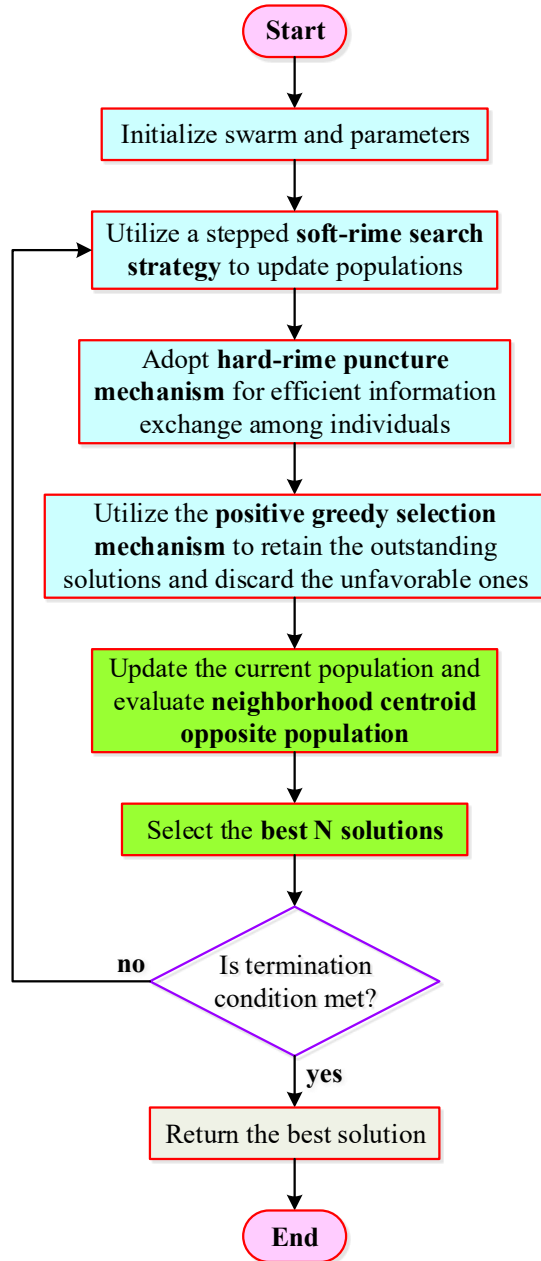 Start
Initialize swarm and parameters
Utilize a stepped soft-rime search
strategy to update populations
Adopt hard-rime puncture
mechanism for efficient information
exchange among individuals
Utilize the positive greedy selection
mechanism to retain the outstanding
solutions and discard the unfavorable ones
Update the current population and
evaluate neighborhood centroid
opposite population
Select the best N solutions
no
Is termination
condition met?
yes
Return the best solution
End